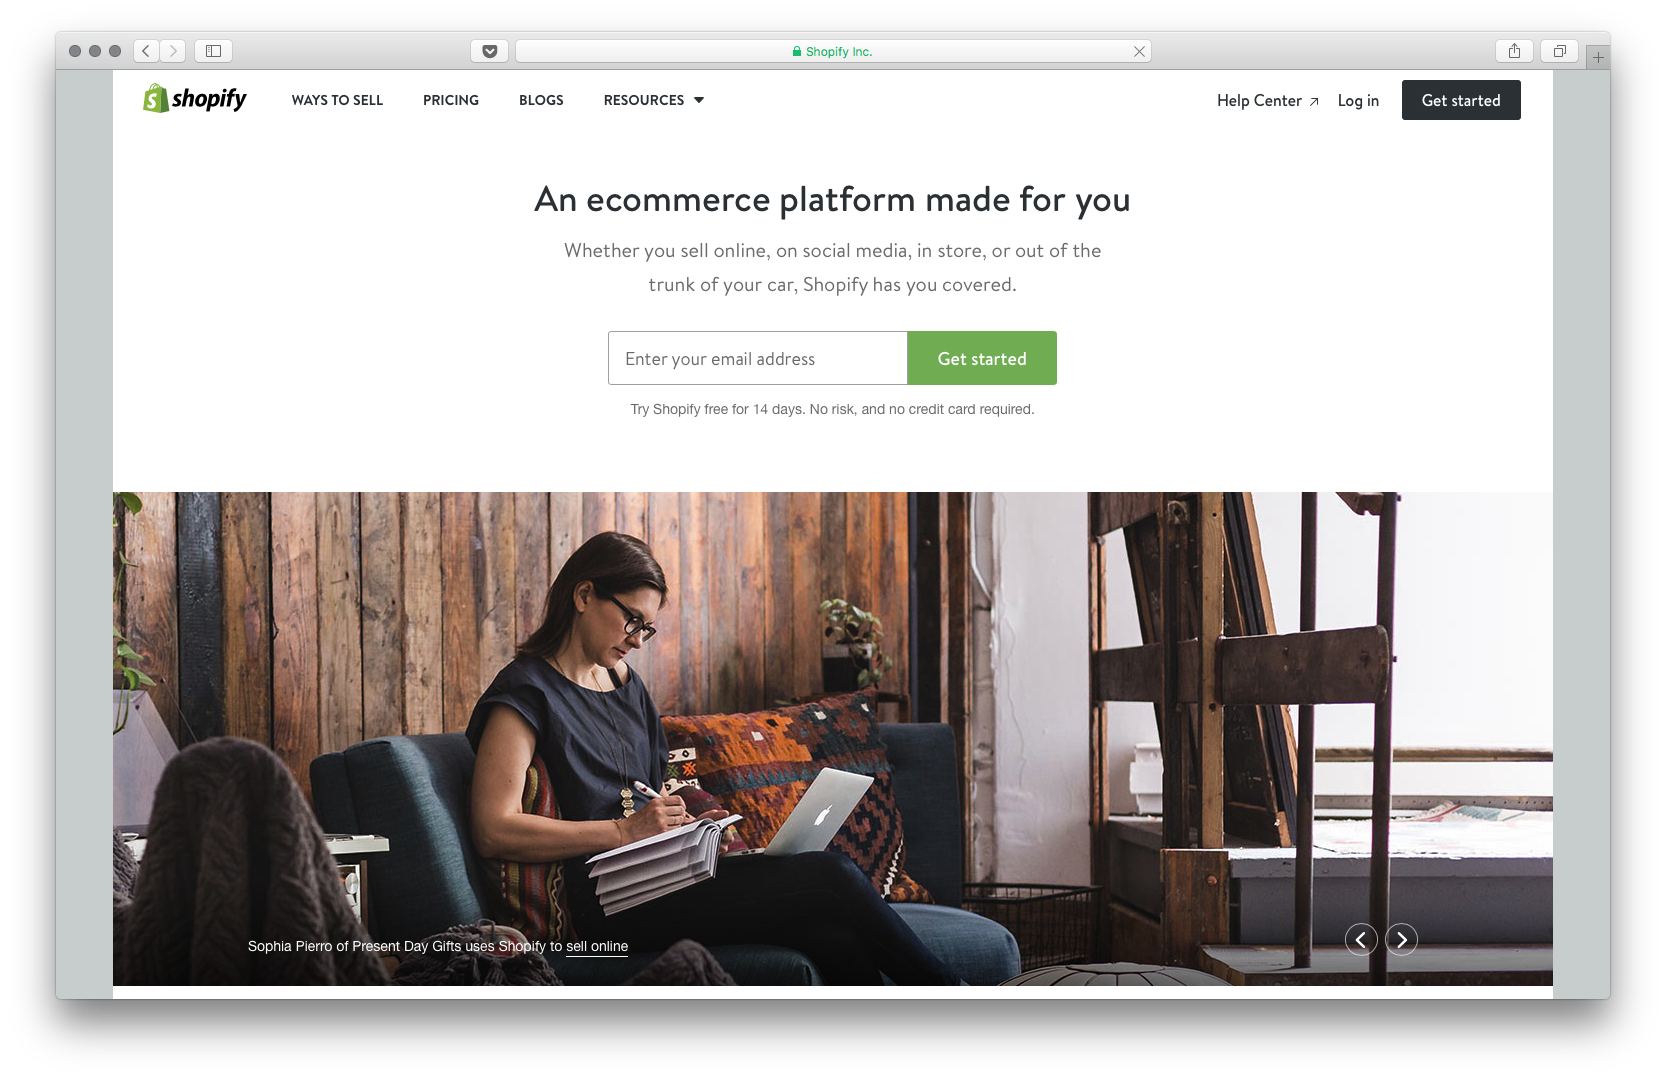 Shopify Inc.
shopify
WAYS TO SELL
PRICING
BLOGS
RESOURCES
Help Center
Log in
Get started
An ecommerce platform made for you
Whether you sell online, on social media, in store, or out of the
trunk of your car, Shopify has you covered.
Enter your email address
Get started
Try Shopify free for 14 days. No risk, and no credit card required.
Sophia Pierro of Present Day Gifts uses Shopify to sell online